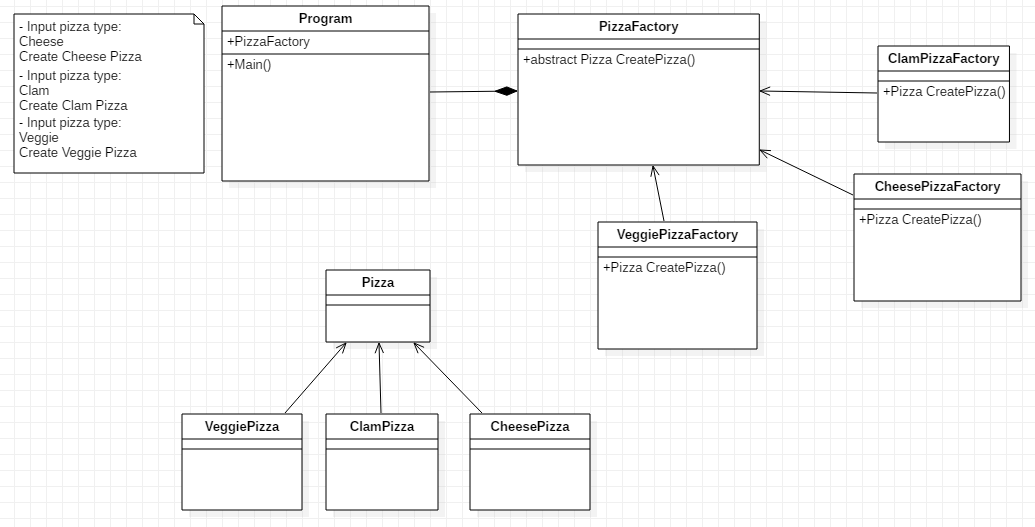 - Input pizza type:
Cheese
Create Cheese Pizza
- Input pizza type:
Clam
Create Clam Pizza
- Input pizza type:
Veggie
Create Veggie Pizza
Program
+PizzaFactory
+Main()
PizzaFactory
+abstract Pizza CreatePizza()
ClamPizzaFactory
+Pizza CreatePizza()
CheesePizzaFactory
+Pizza CreatePizza()
VeggiePizzaFactory
+Pizza CreatePizza()
Pizza
VeggiePizza
ClamPizza
CheesePizza